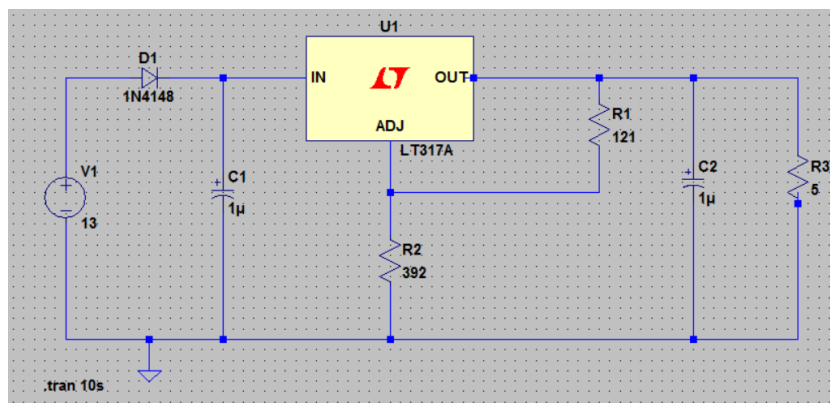 U1
D1
1N4148
IN
OUT
ADJ
LT317A
R1
121
V1
13
C1
1µ
C2
1µ
R3
5
R2
392
.tran 10s